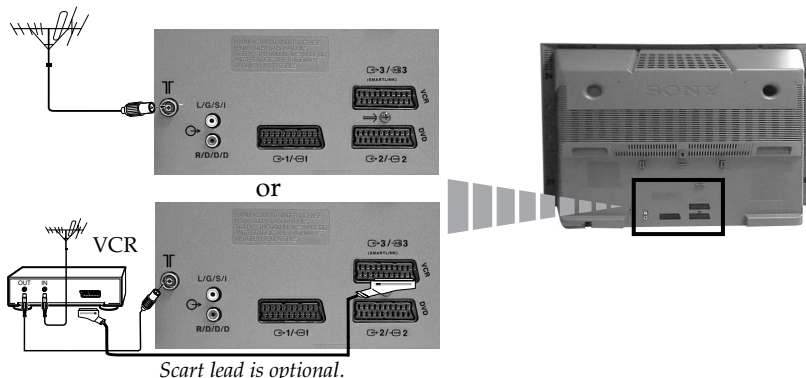 3/ 3
(SMARTLINK)
L/G/S/I
VCR
R/D/D/D
DVD
1/ 1
2/ 2
SONY
or
VCR
3/ 3
(SMARTLINK)
OUT IN
L/G/S/I
VCR
R/D/D/D
DVD
1/ 1
2/ 2
Scart lead is optional.